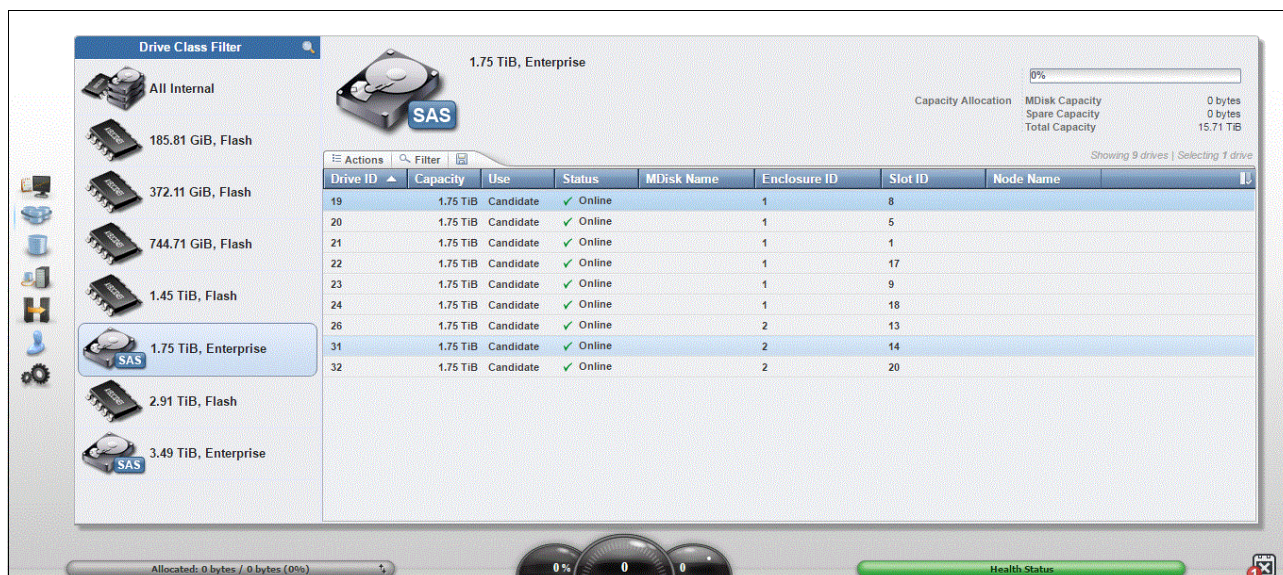 Drive Class Filter
All Internal
185.81 GiB, Flash
372.11 GiB, Flash
744.71 GiB, Flash
1.45 TiB, Flash
SAS
1.75 TiB, Enterprise
2.91 TiB, Flash
SAS
3.49 TiB, Enterprise
SAS
1.75 TiB, Enterprise
0%
Capacity Allocation MDisk Capacity 0 bytes
Spare Capacity 0 bytes
Total Capacity 15.71 TiB
Actions Filter
Showing 9 drives | Selecting 1 drive
Drive ID Capacity Use Status MDisk Name Enclosure ID Slot ID Node Name
19 1.75 TiB Candidate Online 1 8
20 1.75 TiB Candidate Online 1 5
21 1.75 TiB Candidate Online 1 1
22 1.75 TiB Candidate Online 1 17
23 1.75 TiB Candidate Online 1 9
24 1.75 TiB Candidate Online 1 18
26 1.75 TiB Candidate Online 2 13
31 1.75 TiB Candidate Online 2 14
32 1.75 TiB Candidate Online 2 20
Allocated: 0 bytes / 0 bytes (0%)
0% 0 0
Health Status